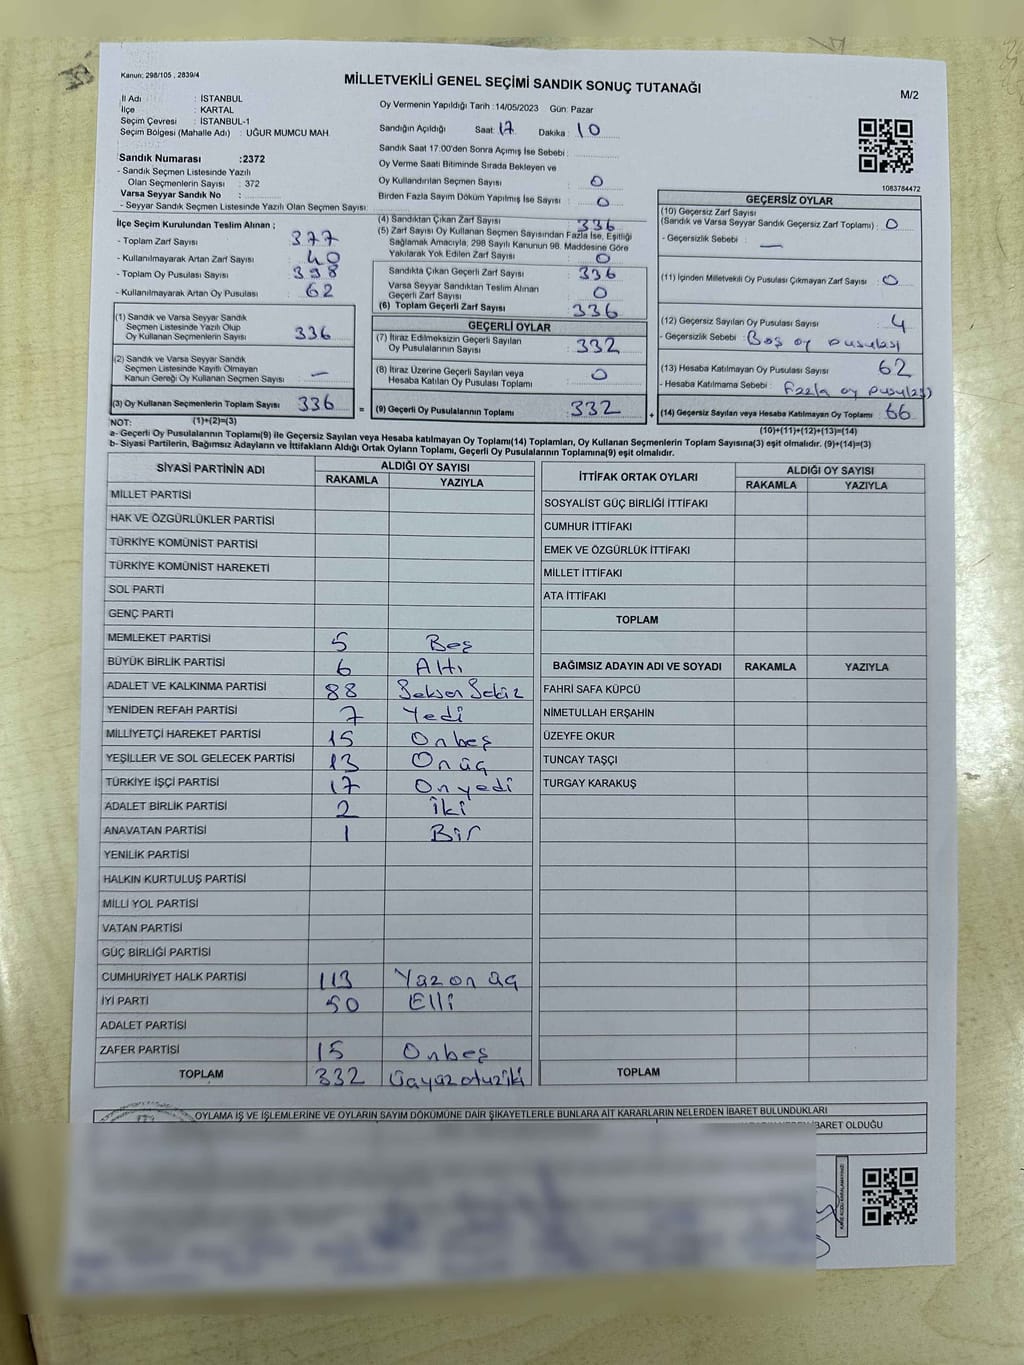 Kanun: 298/105 , 2839/4
MİLLETVEKİLİ GENEL SEÇİMİ SANDIK SONUÇ TUTANAĞI
M/2
İl Adı : İSTANBUL
İlçe : KARTAL
Seçim Çevresi : İSTANBUL-1
Seçim Bölgesi (Mahalle Adı) : UĞUR MUMCU MAH.
Sandık Numarası :2372
- Sandık Seçmen Listesinde Yazılı
Olan Seçmenlerin Sayısı : 372
Varsa Seyyar Sandık No :
- Seyyar Sandık Seçmen Listesinde Yazılı Olan Seçmen Sayısı:
Oy Vermenin Yapıldığı Tarih :14/05/2023 Gün: Pazar
Sandığın Açıldığı Saat: 17 Dakika : 10
Sandık Saat 17:00'den Sonra Açımış İse Sebebi :
Oy Verme Saati Bitiminde Sırada Bekleyen ve
Oy Kullandırılan Seçmen Sayısı : 0
Birden Fazla Sayım Döküm Yapılmış İse Sayısı : 0
1083784472
İlçe Seçim Kurulundan Teslim Alınan ;
- Toplam Zarf Sayısı : 377
- Kullanılmayarak Artan Zarf Sayısı : 40
- Toplam Oy Pusulası Sayısı : 398
- Kullanılmayarak Artan Oy Pusulası : 62
(1) Sandık ve Varsa Seyyar Sandık
Seçmen Listesinde Yazılı Olup
Oy Kullanan Seçmenlerin Sayısı : 336
(2) Sandık ve Varsa Seyyar Sandık
Seçmen Listesinde Kayıtlı Olmayan
Kanun Gereği Oy Kullanan Seçmen Sayısı : —
(3) Oy Kullanan Seçmenlerin Toplam Sayısı : 336
(1)+(2)=(3)
(4) Sandıktan Çıkan Zarf Sayısı : 336
(5) Zarf Sayısı Oy Kullanan Seçmen Sayısından Fazla İse, Eşitliği
Sağlamak Amacıyla, 298 Sayılı Kanunun 98. Maddesine Göre
Yakılarak Yok Edilen Zarf Sayısı : 0
Sandıkta Çıkan Geçerli Zarf Sayısı : 336
Varsa Seyyar Sandıktan Teslim Alınan
Geçerli Zarf Sayısı : 0
(6) Toplam Geçerli Zarf Sayısı : 336
GEÇERLİ OYLAR
(7) İtiraz Edilmeksizin Geçerli Sayılan
Oy Pusulalarının Sayısı : 332
(8) İtiraz Üzerine Geçerli Sayılan veya
Hesaba Katılan Oy Pusulası Toplamı : 0
= (9) Geçerli Oy Pusulalarının Toplamı : 332 +
GEÇERSİZ OYLAR
(10) Geçersiz Zarf Sayısı
(Sandık ve Varsa Seyyar Sandık Geçersiz Zarf Toplamı) : 0
- Geçersizlik Sebebi : —
(11) İçinden Milletvekili Oy Pusulası Çıkmayan Zarf Sayısı : 0
(12) Geçersiz Sayılan Oy Pusulası Sayısı : 4
- Geçersizlik Sebebi : Boş oy pusulası
(13) Hesaba Katılmayan Oy Pusulası Sayısı : 62
- Hesaba Katılmama Sebebi : Fazla oy pusulası
(14) Geçersiz Sayılan veya Hesaba Katılmayan Oy Toplamı : 66
(10)+(11)+(12)+(13)=(14)
NOT:
a- Geçerli Oy Pusulalarının Toplamı(9) ile Geçersiz Sayılan veya Hesaba katılmayan Oy Toplamı(14) Toplamları, Oy Kullanan Seçmenlerin Toplam Sayısına(3) eşit olmalıdır. (9)+(14)=(3)
b- Siyasi Partilerin, Bağımsız Adayların ve İttifakların Aldığı Ortak Oyların Toplamı, Geçerli Oy Pusulalarının Toplamına(9) eşit olmalıdır.
SİYASİ PARTİNİN ADI ALDIĞI OY SAYISI
RAKAMLA YAZIYLA
MİLLET PARTİSİ
HAK VE ÖZGÜRLÜKLER PARTİSİ
TÜRKİYE KOMÜNİST PARTİSİ
TÜRKİYE KOMÜNİST HAREKETİ
SOL PARTİ
GENÇ PARTİ
MEMLEKET PARTİSİ 5 Beş
BÜYÜK BİRLİK PARTİSİ 6 Altı
ADALET VE KALKINMA PARTİSİ 88 Seksen Sekiz
YENİDEN REFAH PARTİSİ 7 Yedi
MİLLİYETÇİ HAREKET PARTİSİ 15 Onbeş
YEŞİLLER VE SOL GELECEK PARTİSİ 13 Onüç
TÜRKİYE İŞÇİ PARTİSİ 17 Onyedi
ADALET BİRLİK PARTİSİ 2 İki
ANAVATAN PARTİSİ 1 Bir
YENİLİK PARTİSİ
HALKIN KURTULUŞ PARTİSİ
MİLLİ YOL PARTİSİ
VATAN PARTİSİ
GÜÇ BİRLİĞİ PARTİSİ
CUMHURİYET HALK PARTİSİ 113 Yüz on üç
İYİ PARTİ 50 Elli
ADALET PARTİSİ
ZAFER PARTİSİ 15 Onbeş
TOPLAM 332 Üçyüz otuz iki
İTTİFAK ORTAK OYLARI ALDIĞI OY SAYISI
RAKAMLA YAZIYLA
SOSYALİST GÜÇ BİRLİĞİ İTTİFAKI
CUMHUR İTTİFAKI
EMEK VE ÖZGÜRLÜK İTTİFAKI
MİLLET İTTİFAKI
ATA İTTİFAKI
TOPLAM
BAĞIMSIZ ADAYIN ADI VE SOYADI RAKAMLA YAZIYLA
FAHRİ SAFA KÜPCÜ
NİMETULLAH ERŞAHİN
ÜZEYFE OKUR
TUNCAY TAŞÇI
TURGAY KARAKUŞ
TOPLAM
OYLAMA İŞ VE İŞLEMLERİNE VE OYLARIN SAYIM DÖKÜMÜNE DAİR ŞİKAYETLERLE BUNLARA AİT KARARLARIN NELERDEN İBARET BULUNDUKLARI
İBARET OLDUĞU